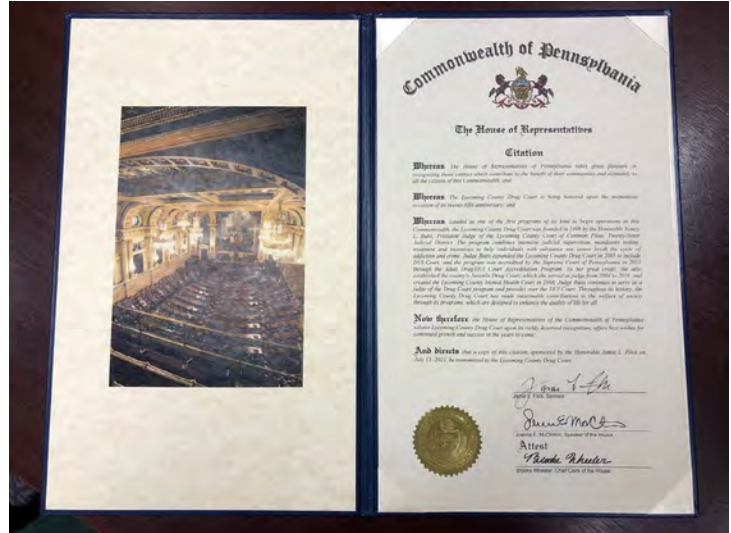 Commonwealth of Pennsylvania
The House of Representatives
Citation
Whereas, The House of Representatives of Pennsylvania takes great pleasure in
recognizing those entities which contribute to the benefit of their communities and ultimately to
all the citizens of this Commonwealth; and
Whereas, The Lycoming County Drug Court is being honored upon the momentous
occasion of its twenty-fifth anniversary; and
Whereas, Lauded as one of the first programs of its kind to begin operations in this
Commonwealth, the Lycoming County Drug Court was founded in 1998 by the Honorable Nancy
L. Butts, President Judge of the Lycoming County Court of Common Pleas, Twenty-Ninth
Judicial District. The program combines intensive judicial supervision, mandatory testing,
treatment and incentives to help individuals with substance use issues break the cycle of
addiction and crime. Judge Butts expanded the Lycoming County Drug Court in 2005 to include
DUI Court, and the program was accredited by the Supreme Court of Pennsylvania in 2011
through the Adult Drug/DUI Court Accreditation Program. To her great credit, she also
established the county's Juvenile Drug Court, which she served as judge from 2004 to 2010, and
created the Lycoming County Mental Health Court in 2008. Judge Butts continues to serve as a
judge of the Drug Court program and presides over the DUI Court. Throughout its history, the
Lycoming County Drug Court has made
 contributions to the welfare of society
through its programs, which are designed to enhance the quality of life for all.
Now therefore, the House of Representatives of the Commonwealth of Pennsylvania
salutes Lycoming County Drug Court upon its richly deserved recognition; offers best wishes for
continued growth and success in the years to come;
And directs that a copy of this citation, sponsored by the Honorable Jamie L. Flick on
July 13, 2023, be transmitted to the Lycoming County Drug Court.
Jamie L. Flick, Sponsor
Joanna E. McClinton, Speaker of the House
Attest
Brooke Wheeler
Brooke Wheeler, Chief Clerk of the House